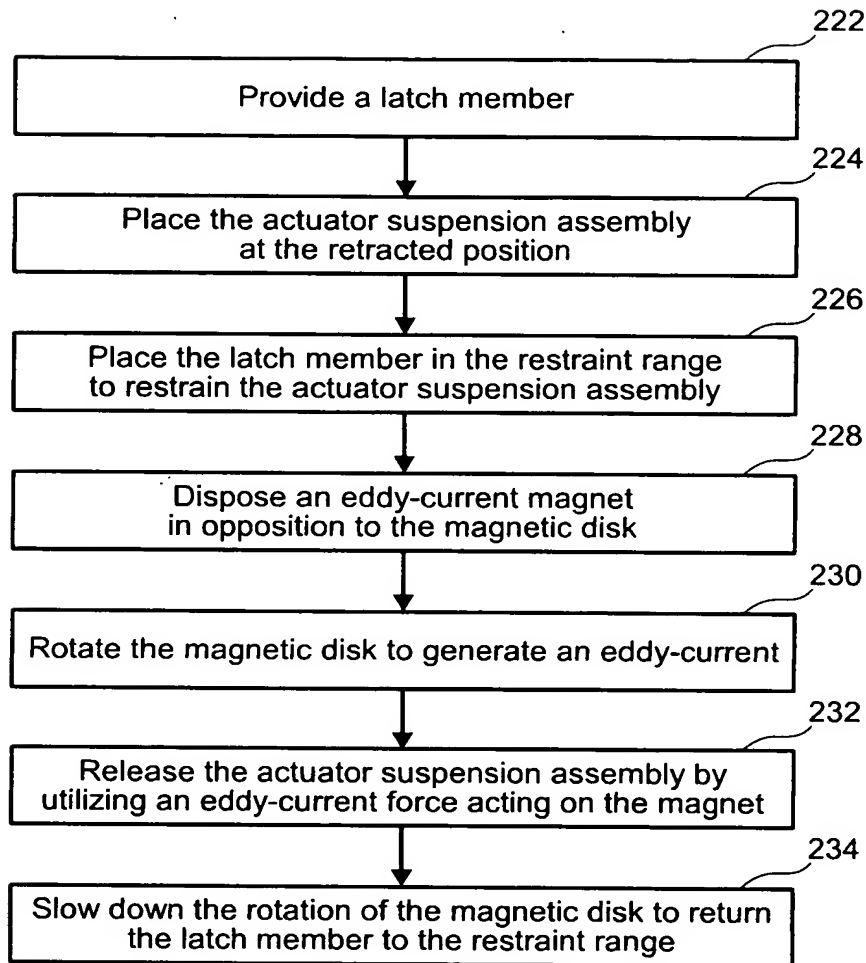 222
Provide a latch member
224
Place the actuator suspension assembly
at the retracted position
226
Place the latch member in the restraint range
to restrain the actuator suspension assembly
228
Dispose an eddy-current magnet
in opposition to the magnetic disk
230
Rotate the magnetic disk to generate an eddy-current
232
Release the actuator suspension assembly by
utilizing an eddy-current force acting on the magnet
234
Slow down the rotation of the magnetic disk to return
the latch member to the restraint range